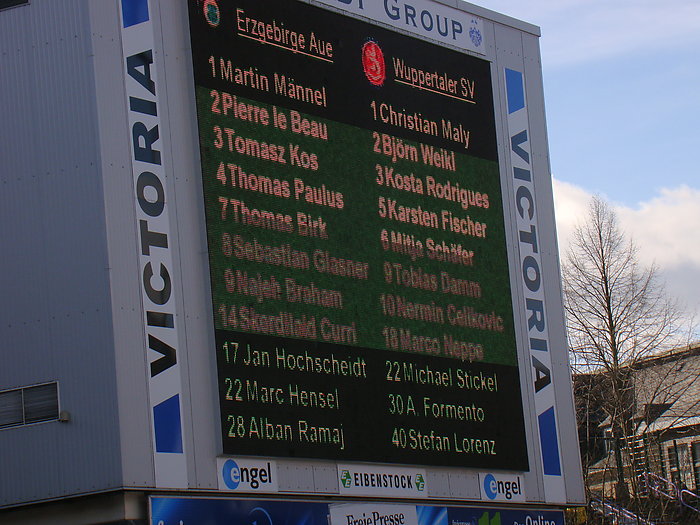 GROUP
Erzgebirge Aue
1 Martin Männel
2 Pierre le Beau
3 Tomasz Kos
4 Thomas Paulus
7 Thomas Birk
8 Sebastian Glasner
9 Najeh Braham
14 Skerdilaid Curri
17 Jan Hochscheidt
22 Marc Hensel
28 Alban Ramaj
Wuppertaler SV
1 Christian Maly
2 Björn Weikl
3 Kosta Rodrigues
5 Karsten Fischer
6 Mitja Schäfer
9 Tobias Damm
10 Nermin Celikovic
18 Marco Neppe
22 Michael Stickel
30 A. Formento
40 Stefan Lorenz
VICTORIA
VICTORIA
engel
EIBENSTOCK
engel
Freie Presse
Online